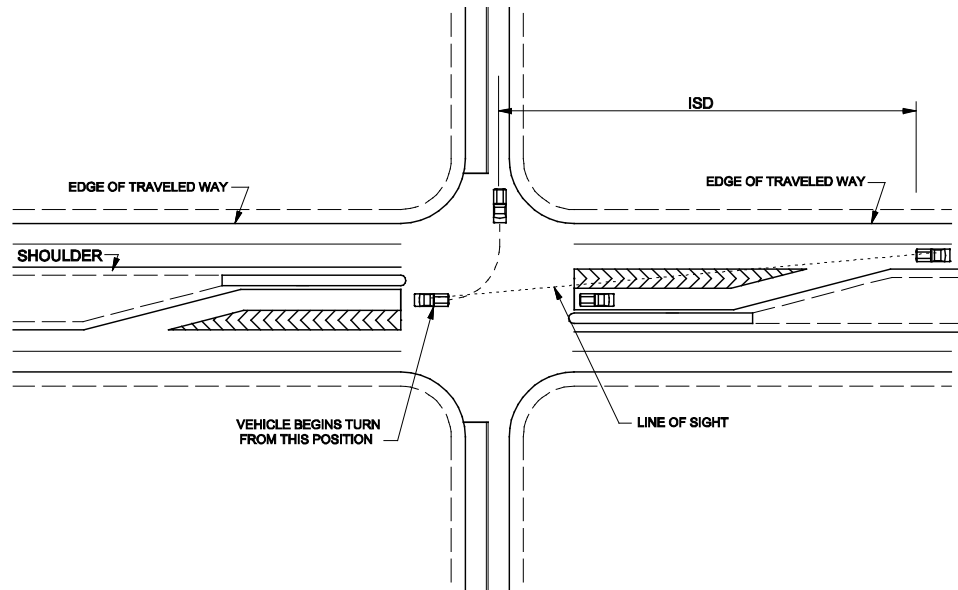 ISD
EDGE OF TRAVELED WAY
EDGE OF TRAVELED WAY
SHOULDER
VEHICLE BEGINS TURN
FROM THIS POSITION
LINE OF SIGHT